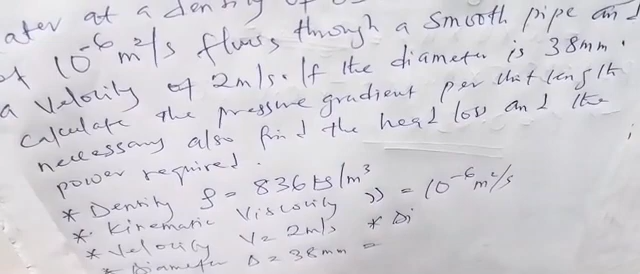 ater at a density of
of 10⁻⁶ m²/s flows through a smooth pipe and
a velocity of 2m/s. If the diameter is 38mm.
Calculate the pressure gradient per unit length
necessary also find the head loss and the
power required.
* Density ρ = 836 kg/m³
* Kinematic Viscosity ν = 10⁻⁶ m²/s
* Velocity V = 2m/s * Di
* Diameter D = 38mm =